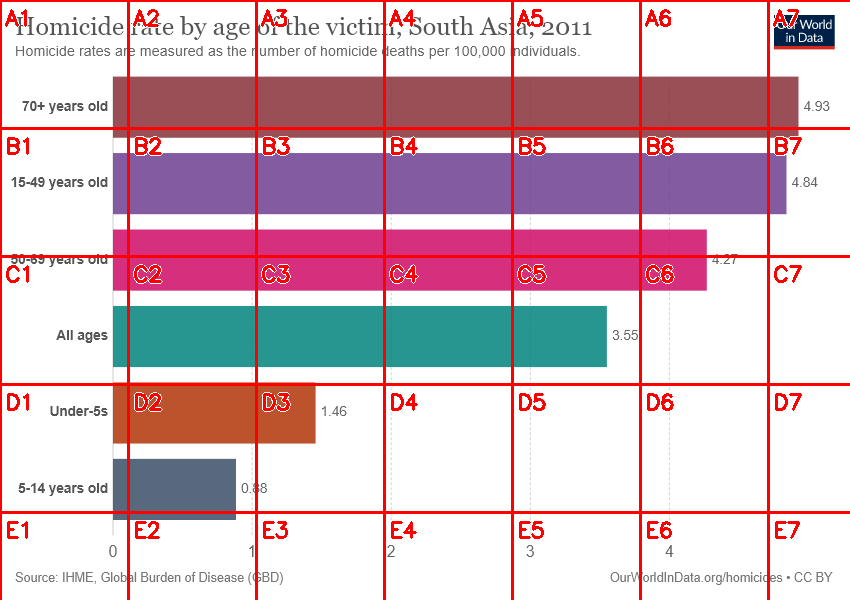 Homicide rate by age of the victim, South Asia, 2011
Our World
in Data
Homicide rates are measured as the number of homicide deaths per 100,000 individuals.
70+ years old 4.93
15-49 years old 4.84
50-69 years old 4.27
All ages 3.55
Under-5s 1.46
5-14 years old 0.88
0 1 2 3 4
Source: IHME, Global Burden of Disease (GBD) OurWorldInData.org/homicides • CC BY
A1 A2 A3 A4 A5 A6 A7
B1 B2 B3 B4 B5 B6 B7
C1 C2 C3 C4 C5 C6 C7
D1 D2 D3 D4 D5 D6 D7
E1 E2 E3 E4 E5 E6 E7